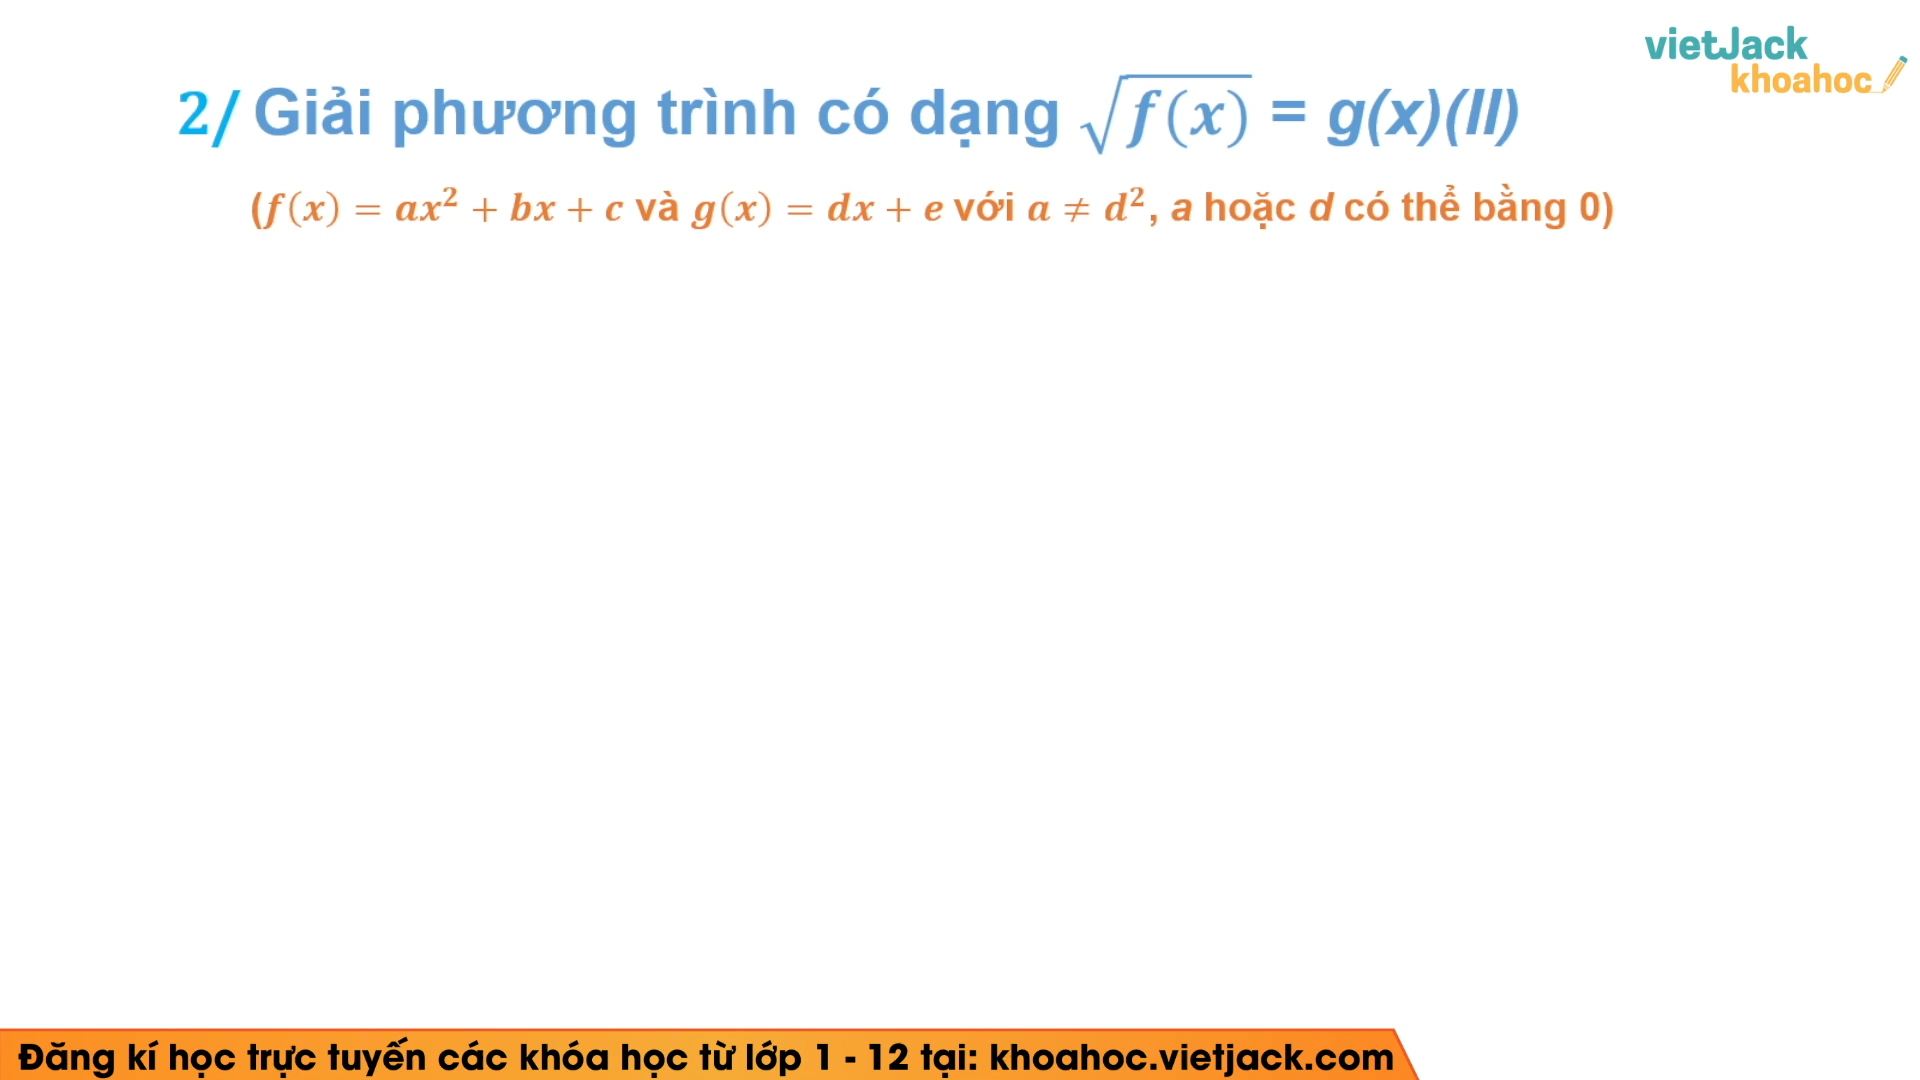 vietJack
khoahoc
2/ Giải phương trình có dạng √f(x) = g(x)(II)
(f(x) = ax² + bx + c và g(x) = dx + e với a ≠ d², a hoặc d có thể bằng 0)
Đăng kí học trực tuyến các khóa học từ lớp 1 - 12 tại: khoahoc.vietjack.com